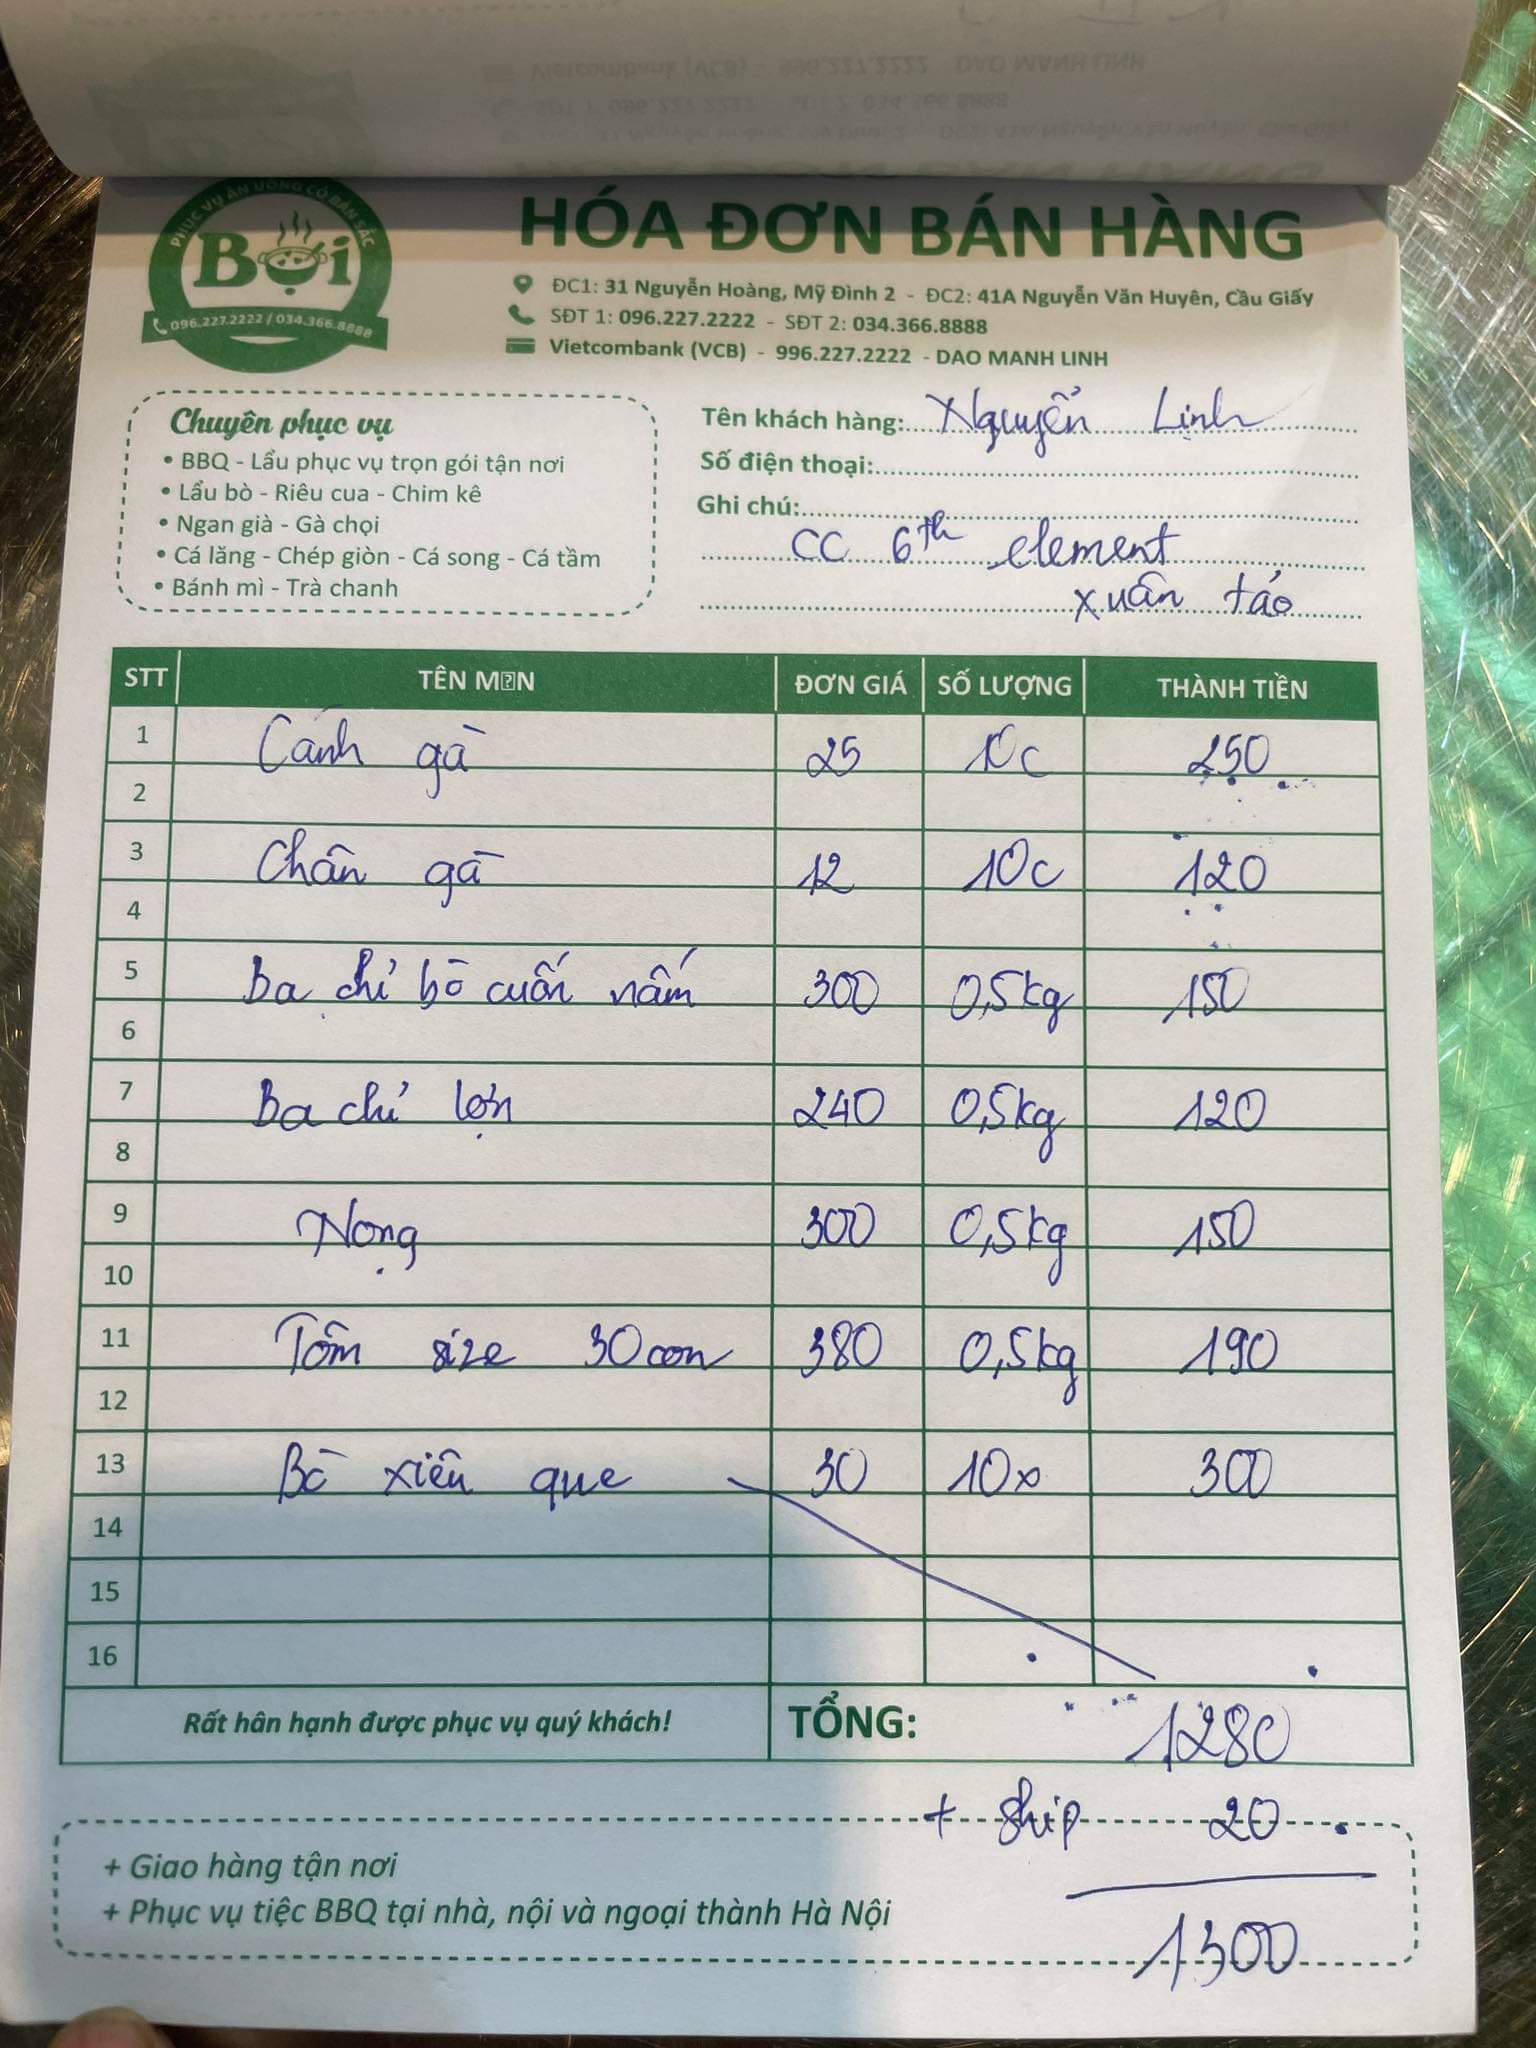 HÓA ĐƠN BÁN HÀNG
PHỤC VỤ ĂN UỐNG CÓ BẢN SẮC
Bụi
096.227.2222 / 034.366.8888
ĐC1: 31 Nguyễn Hoàng, Mỹ Đình 2 - ĐC2: 41A Nguyễn Văn Huyên, Cầu Giấy
SĐT 1: 096.227.2222 - SĐT 2: 034.366.8888
Vietcombank (VCB) - 996.227.2222 - DAO MANH LINH
Chuyên phục vụ
• BBQ - Lẩu phục vụ trọn gói tận nơi
• Lẩu bò - Riêu cua - Chim kê
• Ngan già - Gà chọi
• Cá lăng - Chép giòn - Cá song - Cá tầm
• Bánh mì - Trà chanh
Tên khách hàng: Nguyễn Linh
Số điện thoại:
Ghi chú:
CC 6th element
xuân tảo
STT TÊN M□N ĐƠN GIÁ SỐ LƯỢNG THÀNH TIỀN
1 Cánh gà 25 10c 250
2
3 Chân gà 12 10c 120
4
5 Ba chỉ bò cuốn nấm 300 0,5kg 150
6
7 Ba chỉ lợn 240 0,5kg 120
8
9 Nọng 300 0,5kg 150
10
11 Tôm size 30con 380 0,5kg 190
12
13 Bò xiên que 30 10x 300
14
15
16
Rất hân hạnh được phục vụ quý khách! TỔNG: 1280
+ ship 20
+ Giao hàng tận nơi
+ Phục vụ tiệc BBQ tại nhà, nội và ngoại thành Hà Nội
1300